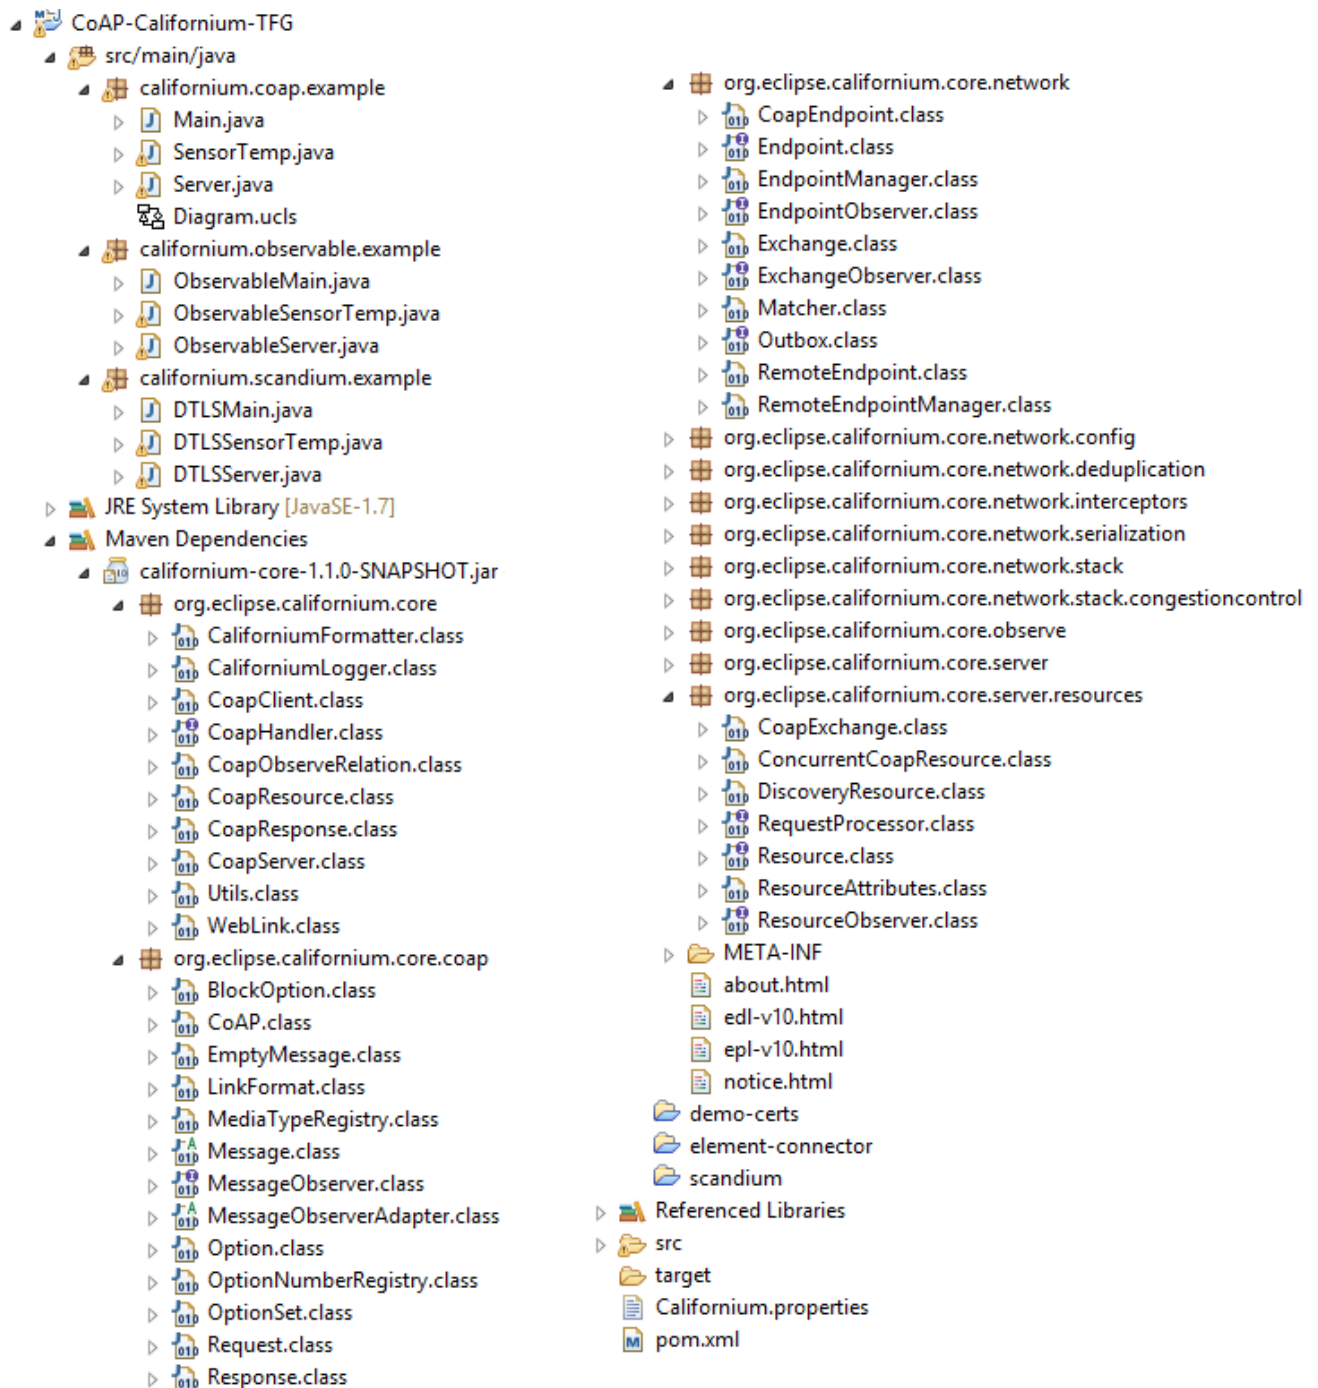 CoAP-Californium-TFG
src/main/java
californium.coap.example
Main.java
SensorTemp.java
Server.java
Diagram.ucls
californium.observable.example
ObservableMain.java
ObservableSensorTemp.java
ObservableServer.java
californium.scandium.example
DTLSMain.java
DTLSSensorTemp.java
DTLSServer.java
JRE System Library [JavaSE-1.7]
Maven Dependencies
californium-core-1.1.0-SNAPSHOT.jar
org.eclipse.californium.core
CaliforniumFormatter.class
CaliforniumLogger.class
CoapClient.class
CoapHandler.class
CoapObserveRelation.class
CoapResource.class
CoapResponse.class
CoapServer.class
Utils.class
WebLink.class
org.eclipse.californium.core.coap
BlockOption.class
CoAP.class
EmptyMessage.class
LinkFormat.class
MediaTypeRegistry.class
Message.class
MessageObserver.class
MessageObserverAdapter.class
Option.class
OptionNumberRegistry.class
OptionSet.class
Request.class
Response.class
org.eclipse.californium.core.network
CoapEndpoint.class
Endpoint.class
EndpointManager.class
EndpointObserver.class
Exchange.class
ExchangeObserver.class
Matcher.class
Outbox.class
RemoteEndpoint.class
RemoteEndpointManager.class
org.eclipse.californium.core.network.config
org.eclipse.californium.core.network.deduplication
org.eclipse.californium.core.network.interceptors
org.eclipse.californium.core.network.serialization
org.eclipse.californium.core.network.stack
org.eclipse.californium.core.network.stack.congestioncontrol
org.eclipse.californium.core.observe
org.eclipse.californium.core.server
org.eclipse.californium.core.server.resources
CoapExchange.class
ConcurrentCoapResource.class
DiscoveryResource.class
RequestProcessor.class
Resource.class
ResourceAttributes.class
ResourceObserver.class
META-INF
about.html
edl-v10.html
epl-v10.html
notice.html
demo-certs
element-connector
scandium
Referenced Libraries
src
target
Californium.properties
pom.xml